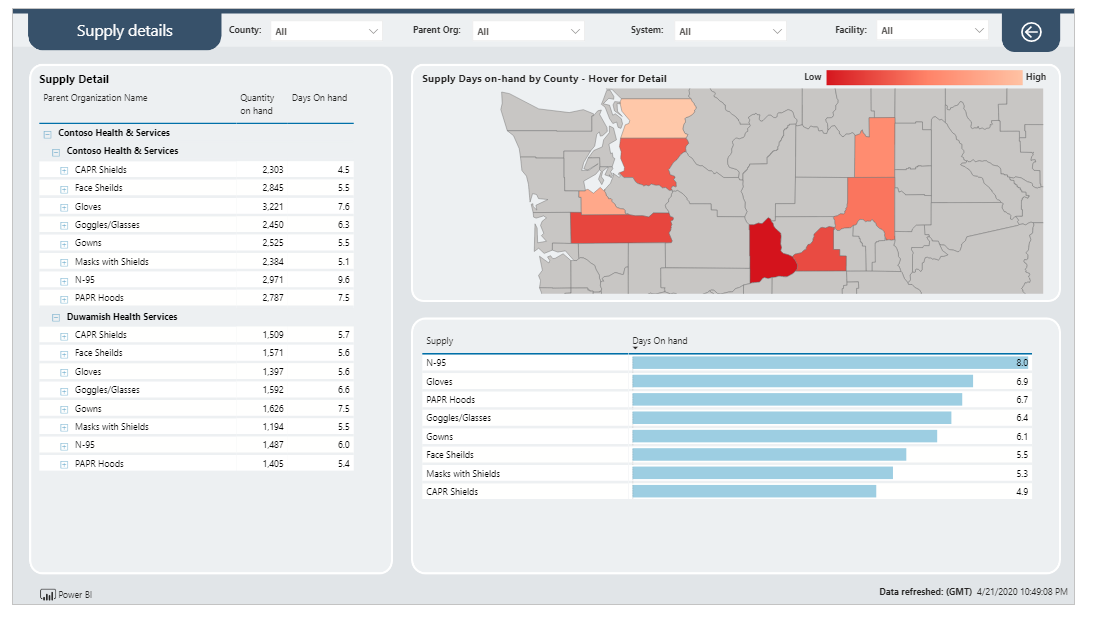 Supply details
County: All
Parent Org: All
System: All
Facility: All
Supply Detail
Parent Organization Name Quantity on hand Days On hand
Contoso Health & Services
Contoso Health & Services
CAPR Shields 2,303 4.5
Face Sheilds 2,845 5.5
Gloves 3,221 7.6
Goggles/Glasses 2,450 6.3
Gowns 2,525 5.5
Masks with Shields 2,384 5.1
N-95 2,971 9.6
PAPR Hoods 2,787 7.5
Duwamish Health Services
CAPR Shields 1,509 5.7
Face Sheilds 1,571 5.6
Gloves 1,397 5.6
Goggles/Glasses 1,592 6.6
Gowns 1,626 7.5
Masks with Shields 1,194 5.5
N-95 1,487 6.0
PAPR Hoods 1,405 5.4
Supply Days on-hand by County - Hover for Detail
Low High
Supply Days On hand
N-95 8.0
Gloves 6.9
PAPR Hoods 6.7
Goggles/Glasses 6.4
Gowns 6.1
Face Sheilds 5.5
Masks with Shields 5.3
CAPR Shields 4.9
Power BI
Data refreshed: (GMT) 4/21/2020 10:49:08 PM